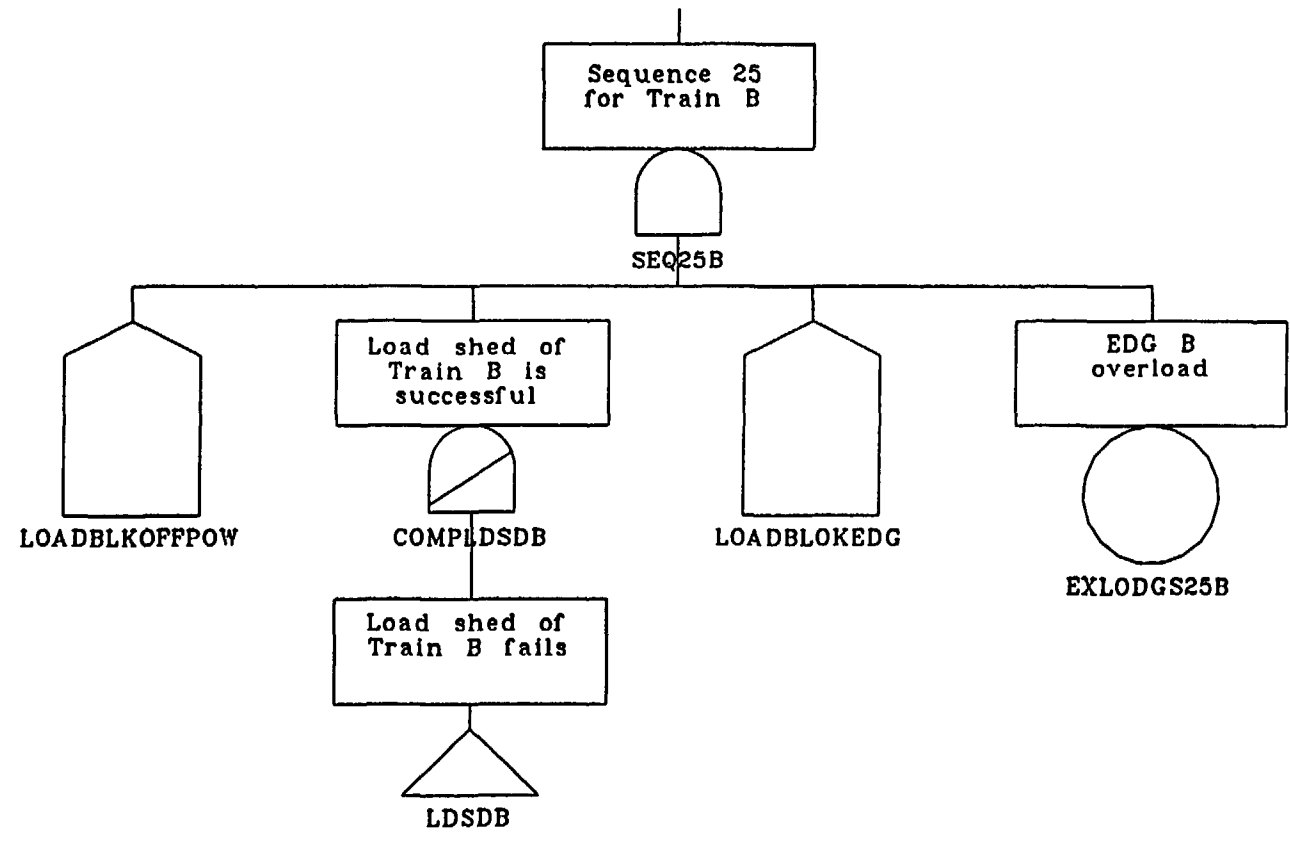 Sequence 25
for Train B
SEQ25B
Load shed of
Train B is
successful
EDG B
overload
LOADBLKOFFPOW
COMPLDSDB
LOADBLOKEDG
EXLODGS25B
Load shed of
Train B fails
LDSDB